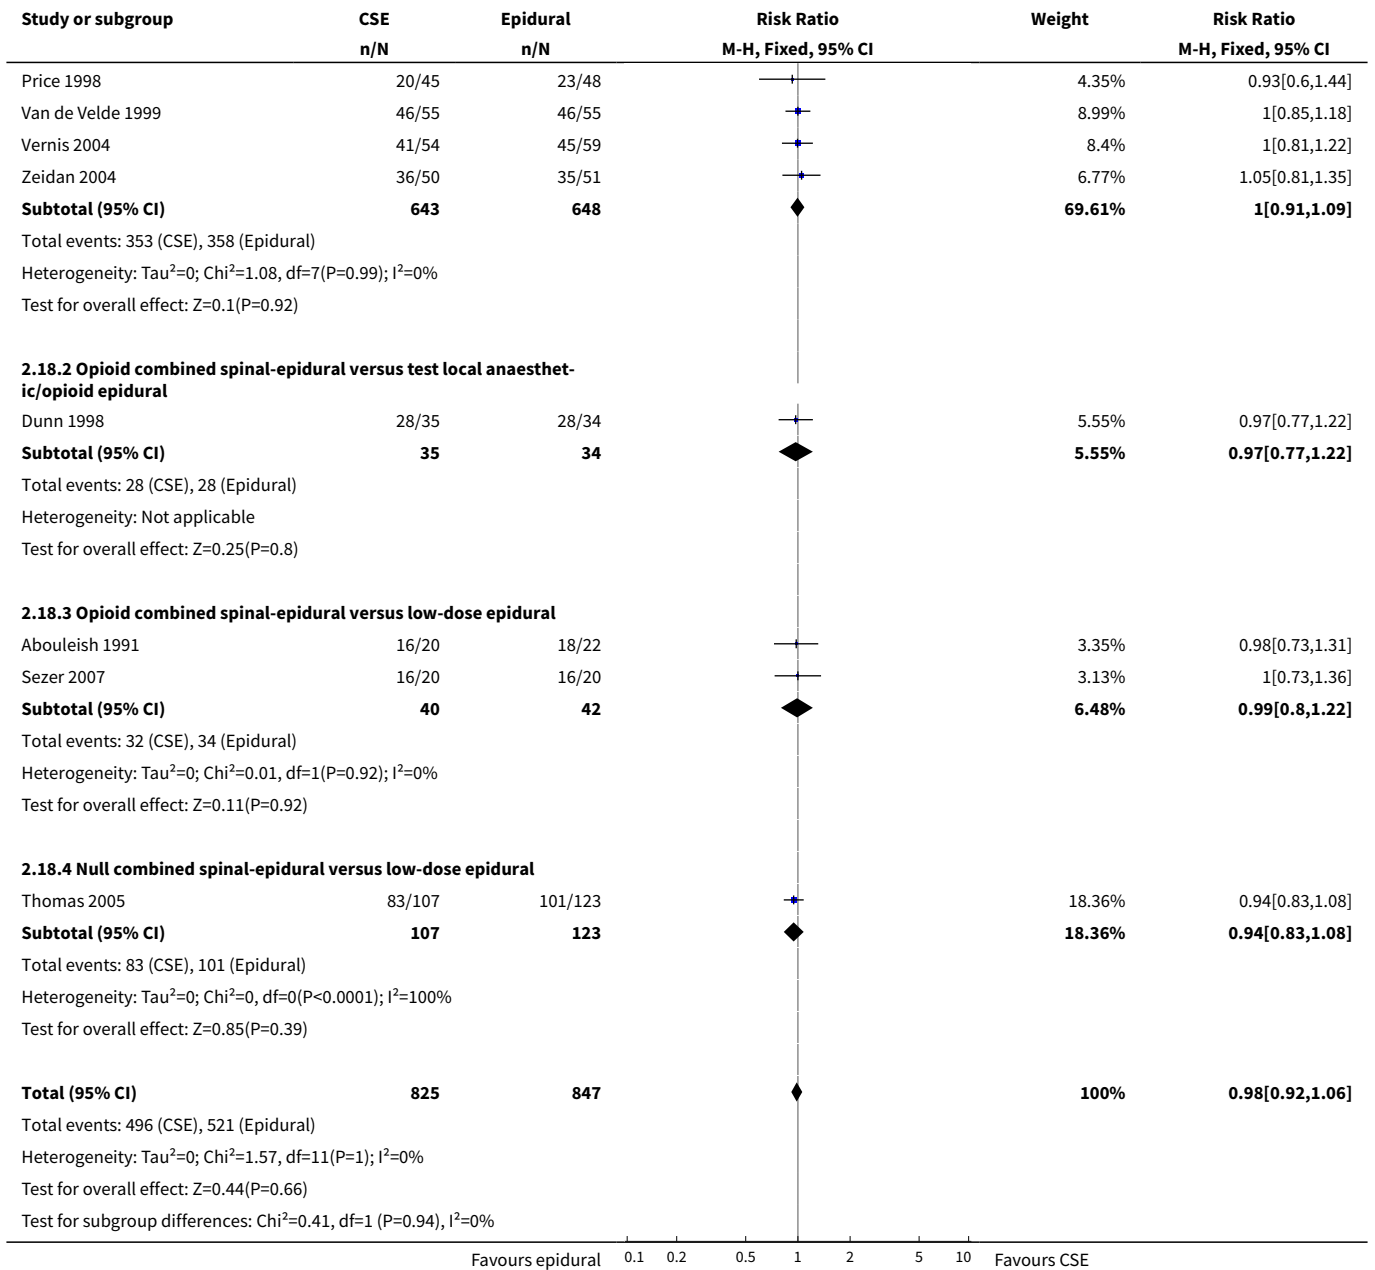 Study or subgroup CSE Epidural Risk Ratio Weight Risk Ratio
n/N n/N M-H, Fixed, 95% CI M-H, Fixed, 95% CI
Price 1998 20/45 23/48 4.35% 0.93[0.6,1.44]
Van de Velde 1999 46/55 46/55 8.99% 1[0.85,1.18]
Vernis 2004 41/54 45/59 8.4% 1[0.81,1.22]
Zeidan 2004 36/50 35/51 6.77% 1.05[0.81,1.35]
Subtotal (95% CI) 643 648 69.61% 1[0.91,1.09]
Total events: 353 (CSE), 358 (Epidural)
Heterogeneity: Tau²=0; Chi²=1.08, df=7(P=0.99); I²=0%
Test for overall effect: Z=0.1(P=0.92)
2.18.2 Opioid combined spinal-epidural versus test local anaesthet-
ic/opioid epidural
Dunn 1998 28/35 28/34 5.55% 0.97[0.77,1.22]
Subtotal (95% CI) 35 34 5.55% 0.97[0.77,1.22]
Total events: 28 (CSE), 28 (Epidural)
Heterogeneity: Not applicable
Test for overall effect: Z=0.25(P=0.8)
2.18.3 Opioid combined spinal-epidural versus low-dose epidural
Abouleish 1991 16/20 18/22 3.35% 0.98[0.73,1.31]
Sezer 2007 16/20 16/20 3.13% 1[0.73,1.36]
Subtotal (95% CI) 40 42 6.48% 0.99[0.8,1.22]
Total events: 32 (CSE), 34 (Epidural)
Heterogeneity: Tau²=0; Chi²=0.01, df=1(P=0.92); I²=0%
Test for overall effect: Z=0.11(P=0.92)
2.18.4 Null combined spinal-epidural versus low-dose epidural
Thomas 2005 83/107 101/123 18.36% 0.94[0.83,1.08]
Subtotal (95% CI) 107 123 18.36% 0.94[0.83,1.08]
Total events: 83 (CSE), 101 (Epidural)
Heterogeneity: Tau²=0; Chi²=0, df=0(P<0.0001); I²=100%
Test for overall effect: Z=0.85(P=0.39)
Total (95% CI) 825 847 100% 0.98[0.92,1.06]
Total events: 496 (CSE), 521 (Epidural)
Heterogeneity: Tau²=0; Chi²=1.57, df=11(P=1); I²=0%
Test for overall effect: Z=0.44(P=0.66)
Test for subgroup differences: Chi²=0.41, df=1 (P=0.94), I²=0%
Favours epidural 0.1 0.2 0.5 1 2 5 10 Favours CSE